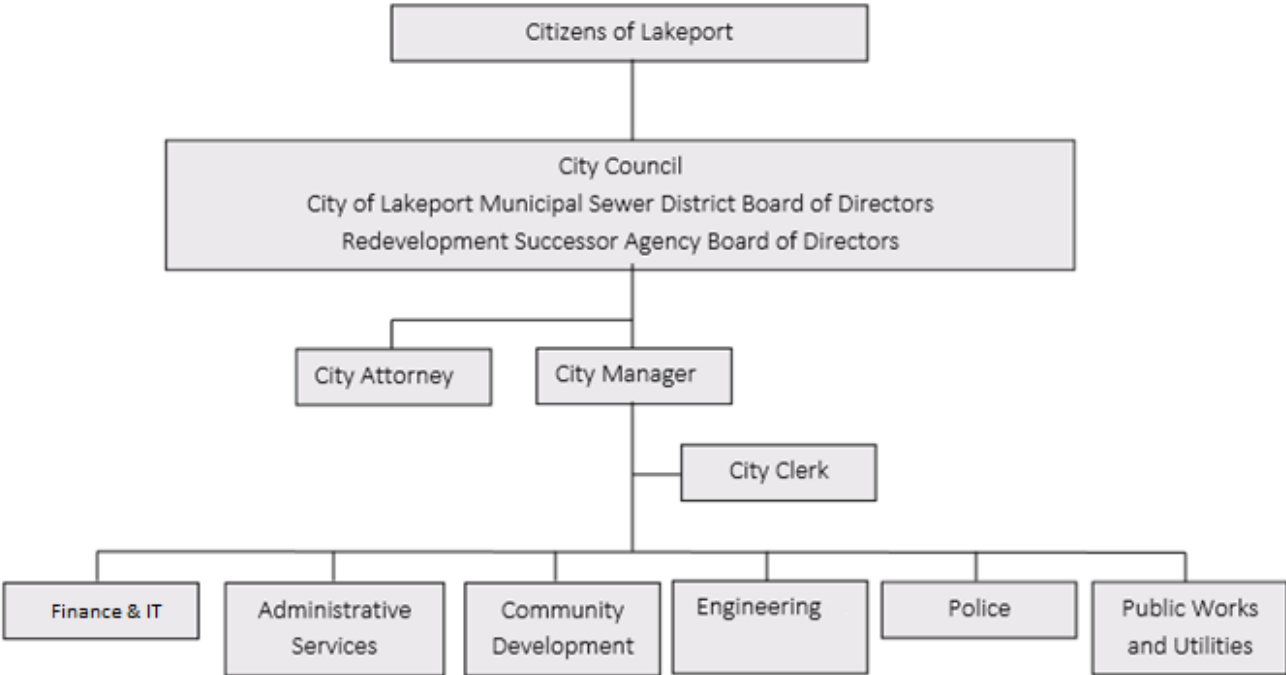 Citizens of Lakeport
City Council
City of Lakeport Municipal Sewer District Board of Directors
Redevelopment Successor Agency Board of Directors
City Attorney
City Manager
City Clerk
Finance & IT
Administrative
Services
Community
Development
Engineering
Police
Public Works
and Utilities